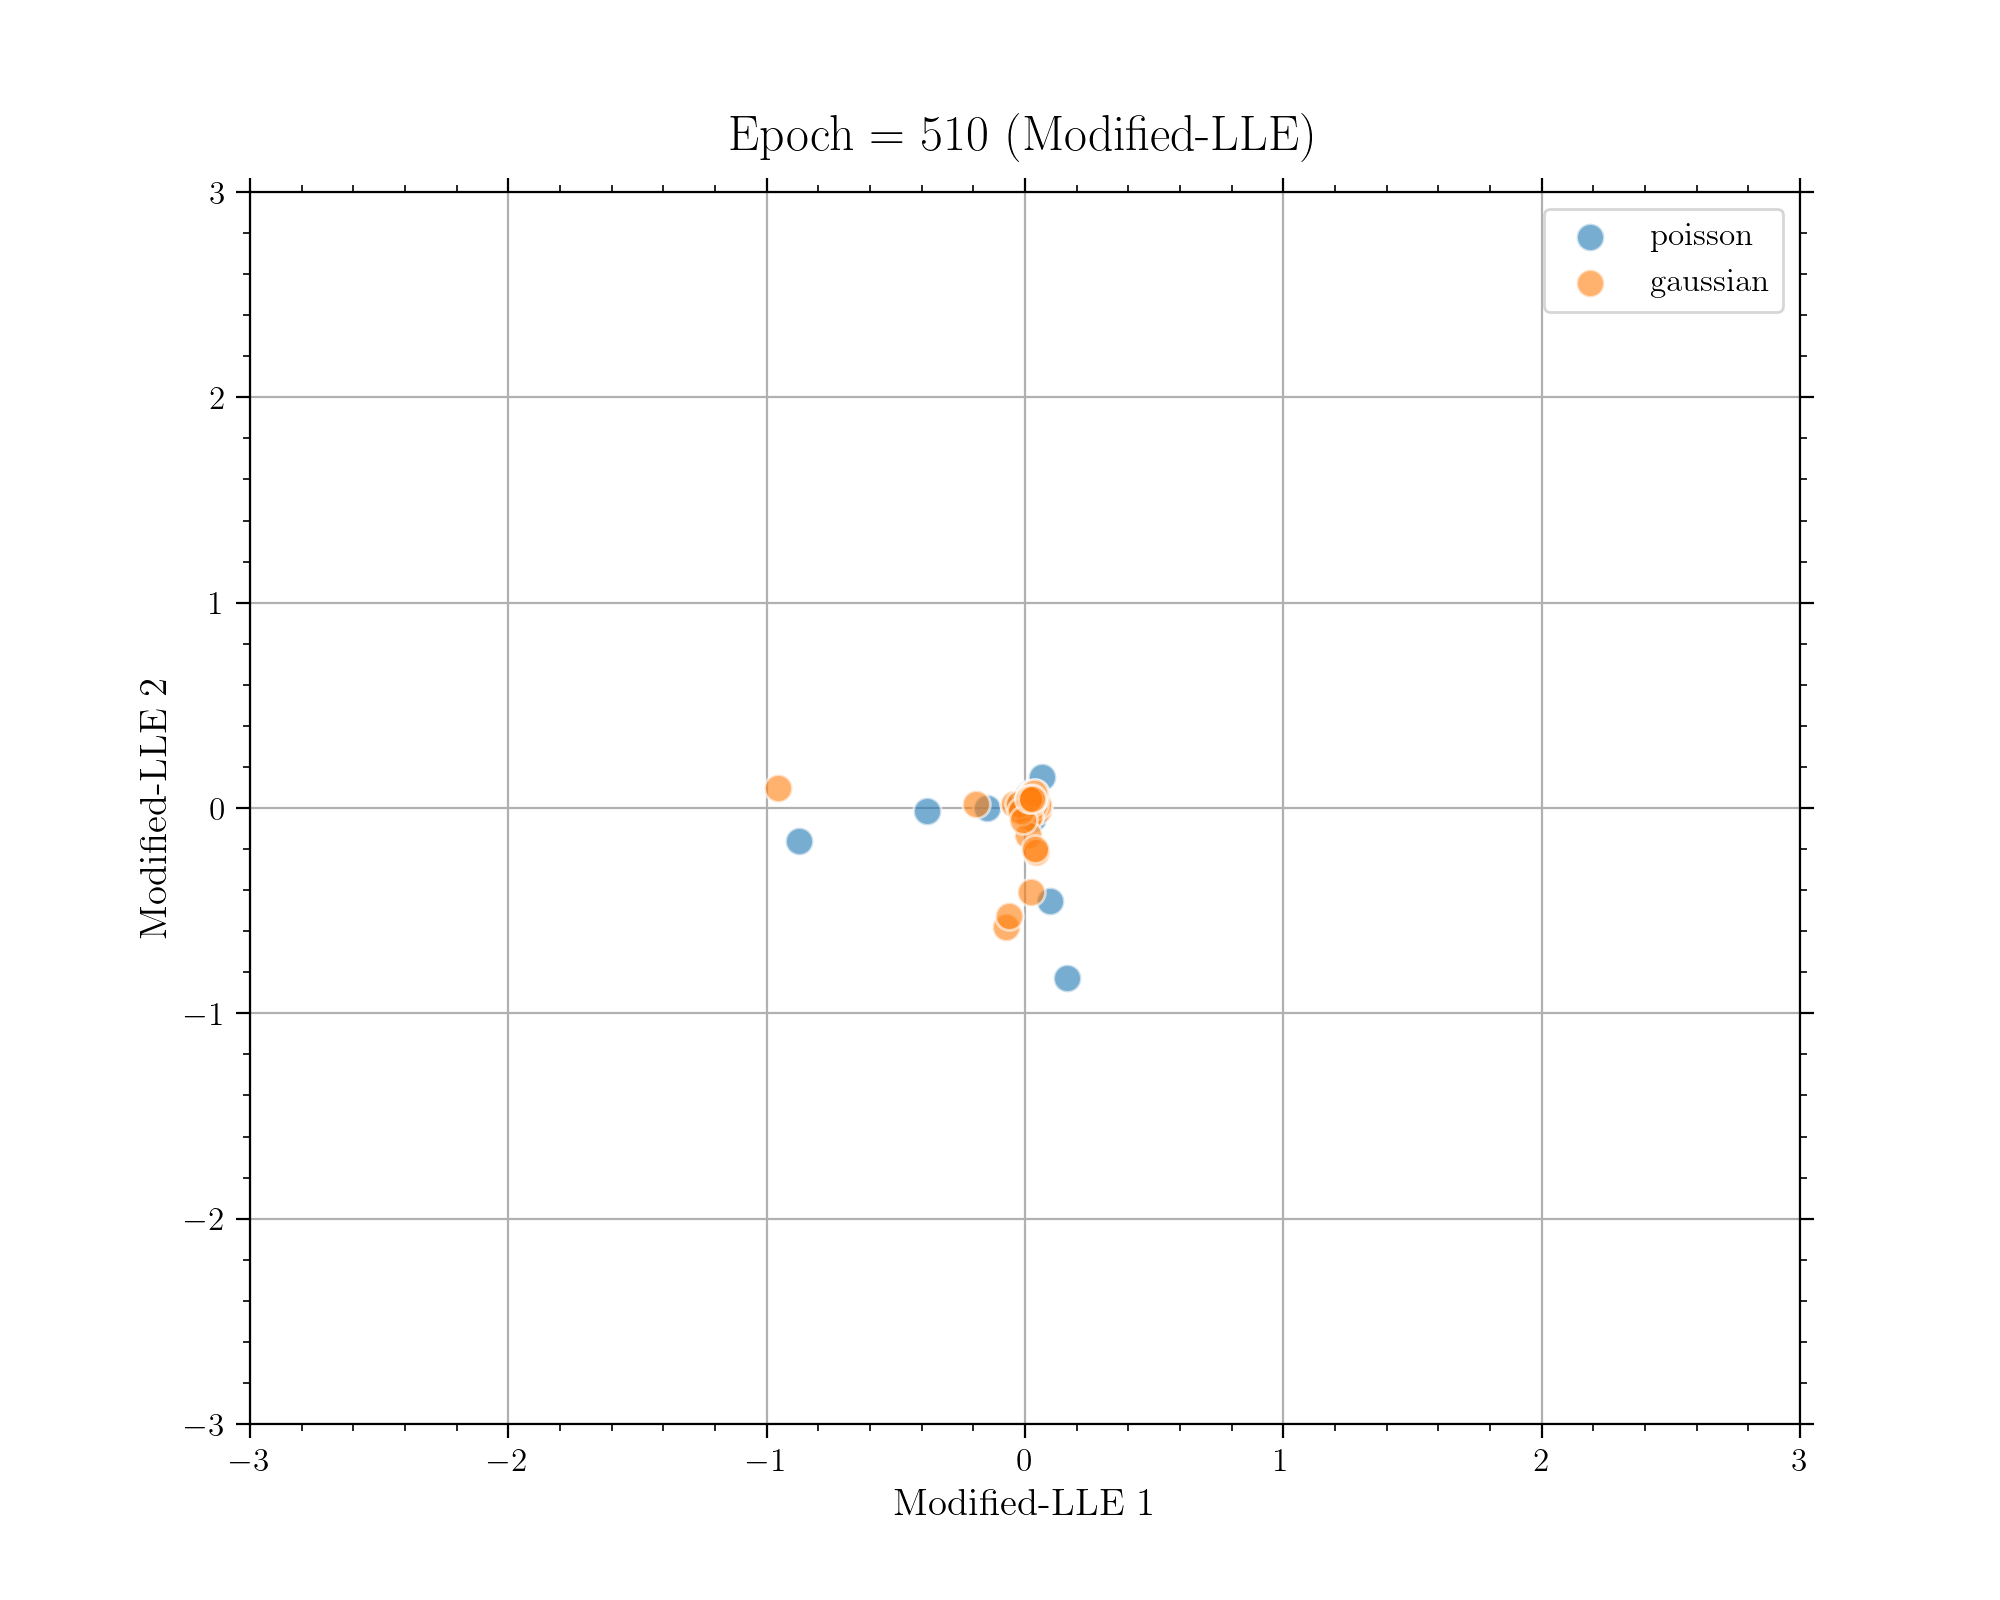 Epoch = 510 (Modified-LLE)
poisson
gaussian
3
2
1
0
−1
−2
−3
Modified-LLE 2
−3 −2 −1 0 1 2 3
Modified-LLE 1